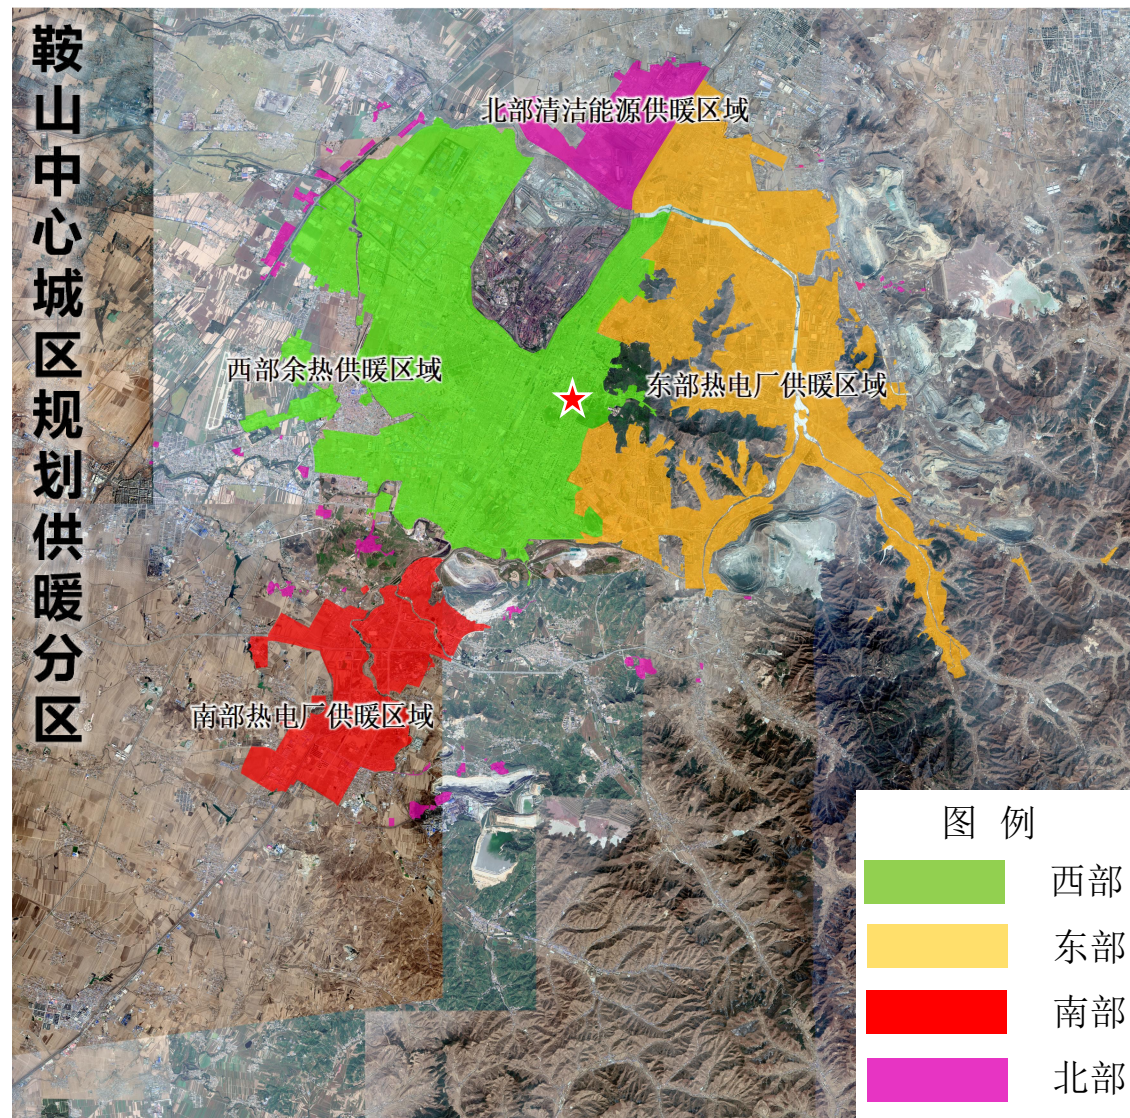 鞍山中心城区规划供暖分区
北部清洁能源供暖区域
西部余热供暖区域
东部热电厂供暖区域
南部热电厂供暖区域
图 例
西部
东部
南部
北部